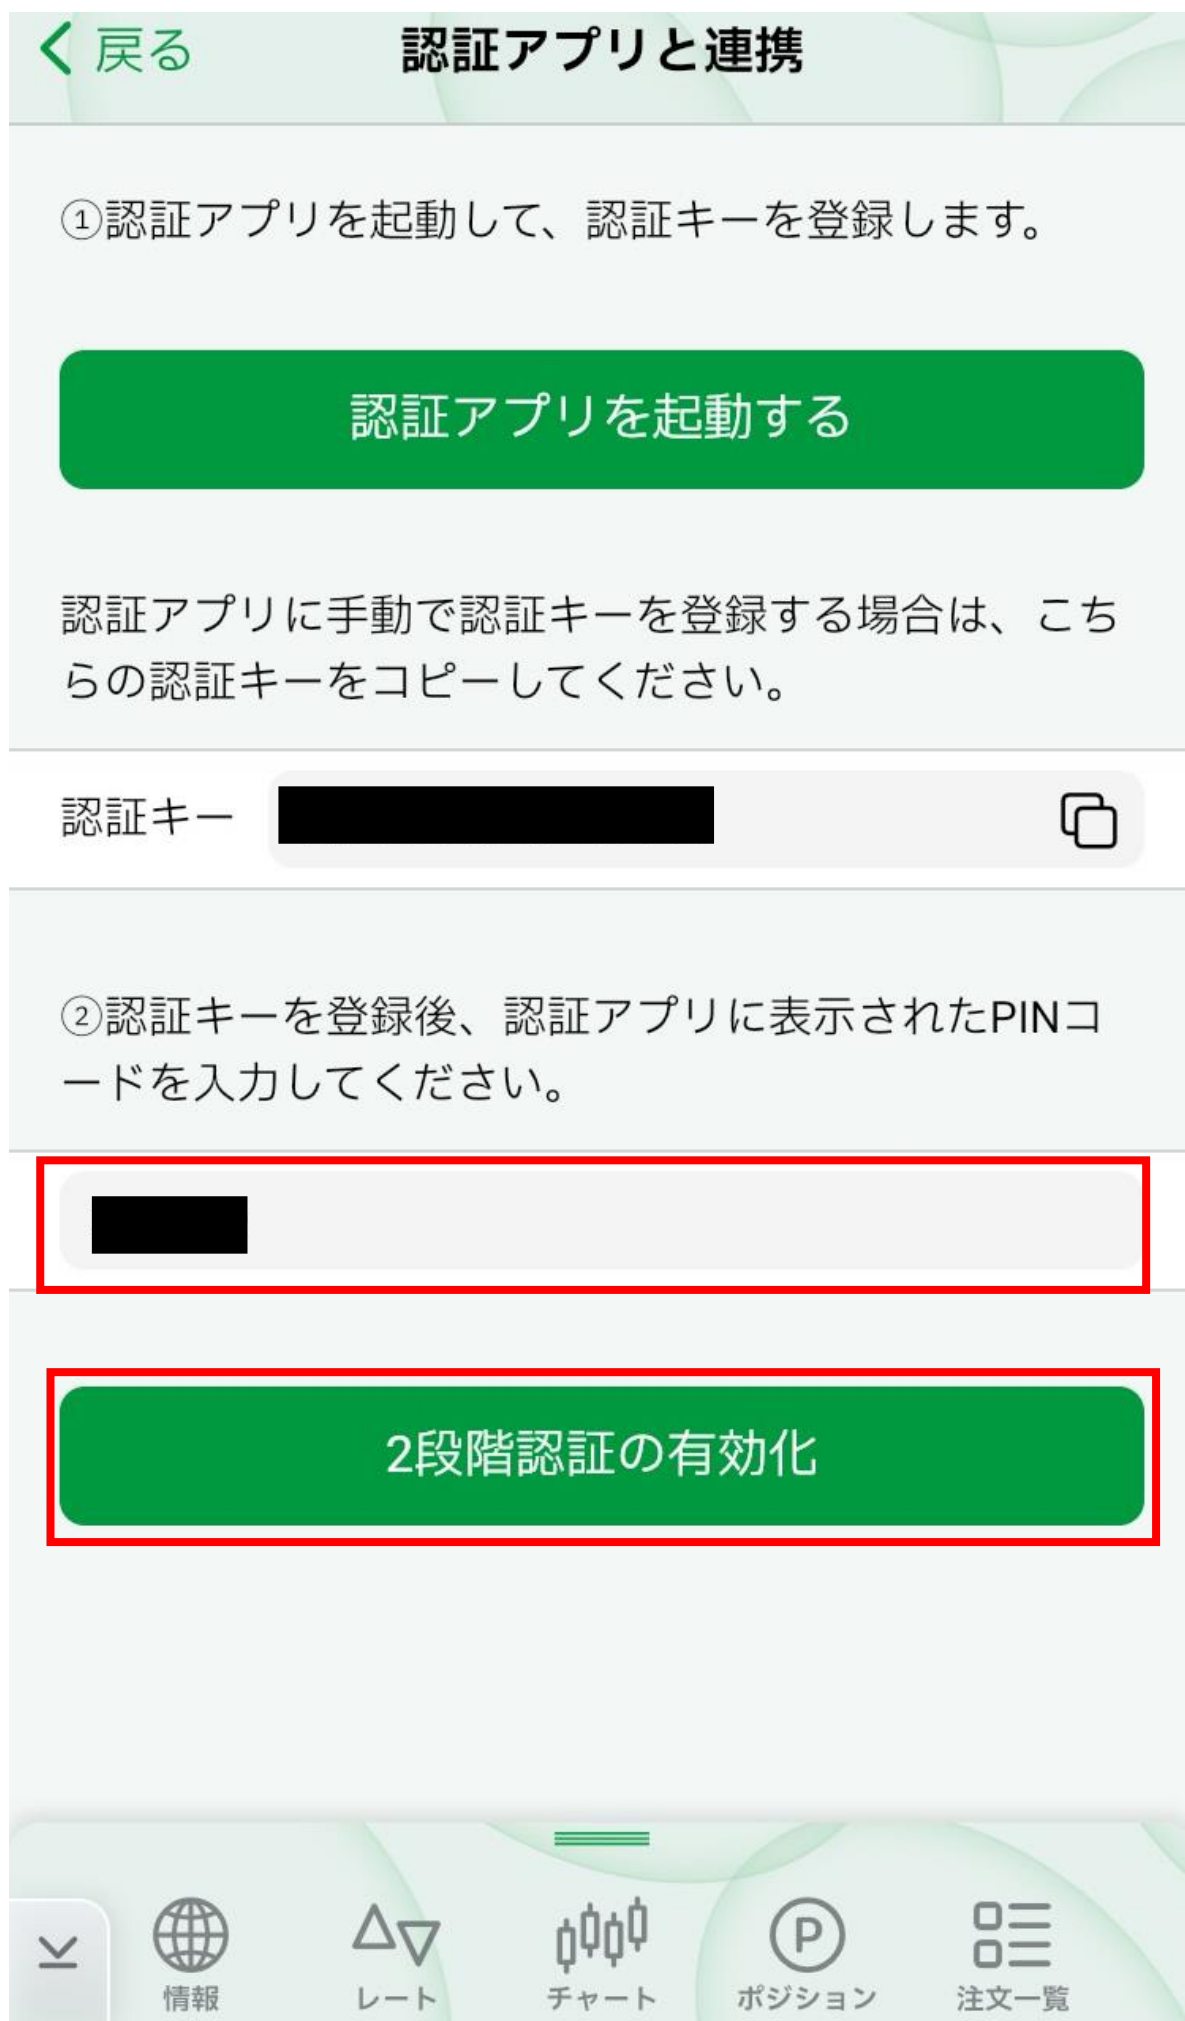 戻る 認証アプリと連携
①認証アプリを起動して、認証キーを登録します。
認証アプリを起動する
認証アプリに手動で認証キーを登録する場合は、こち
らの認証キーをコピーしてください。
認証キー
②認証キーを登録後、認証アプリに表示されたPINコ
ードを入力してください。
2段階認証の有効化
P
情報 レート チャート ポジション 注文一覧